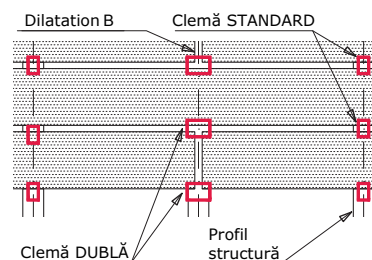 Dilatation B
Clemă STANDARD
Clemă DUBLĂ
Profil
structură